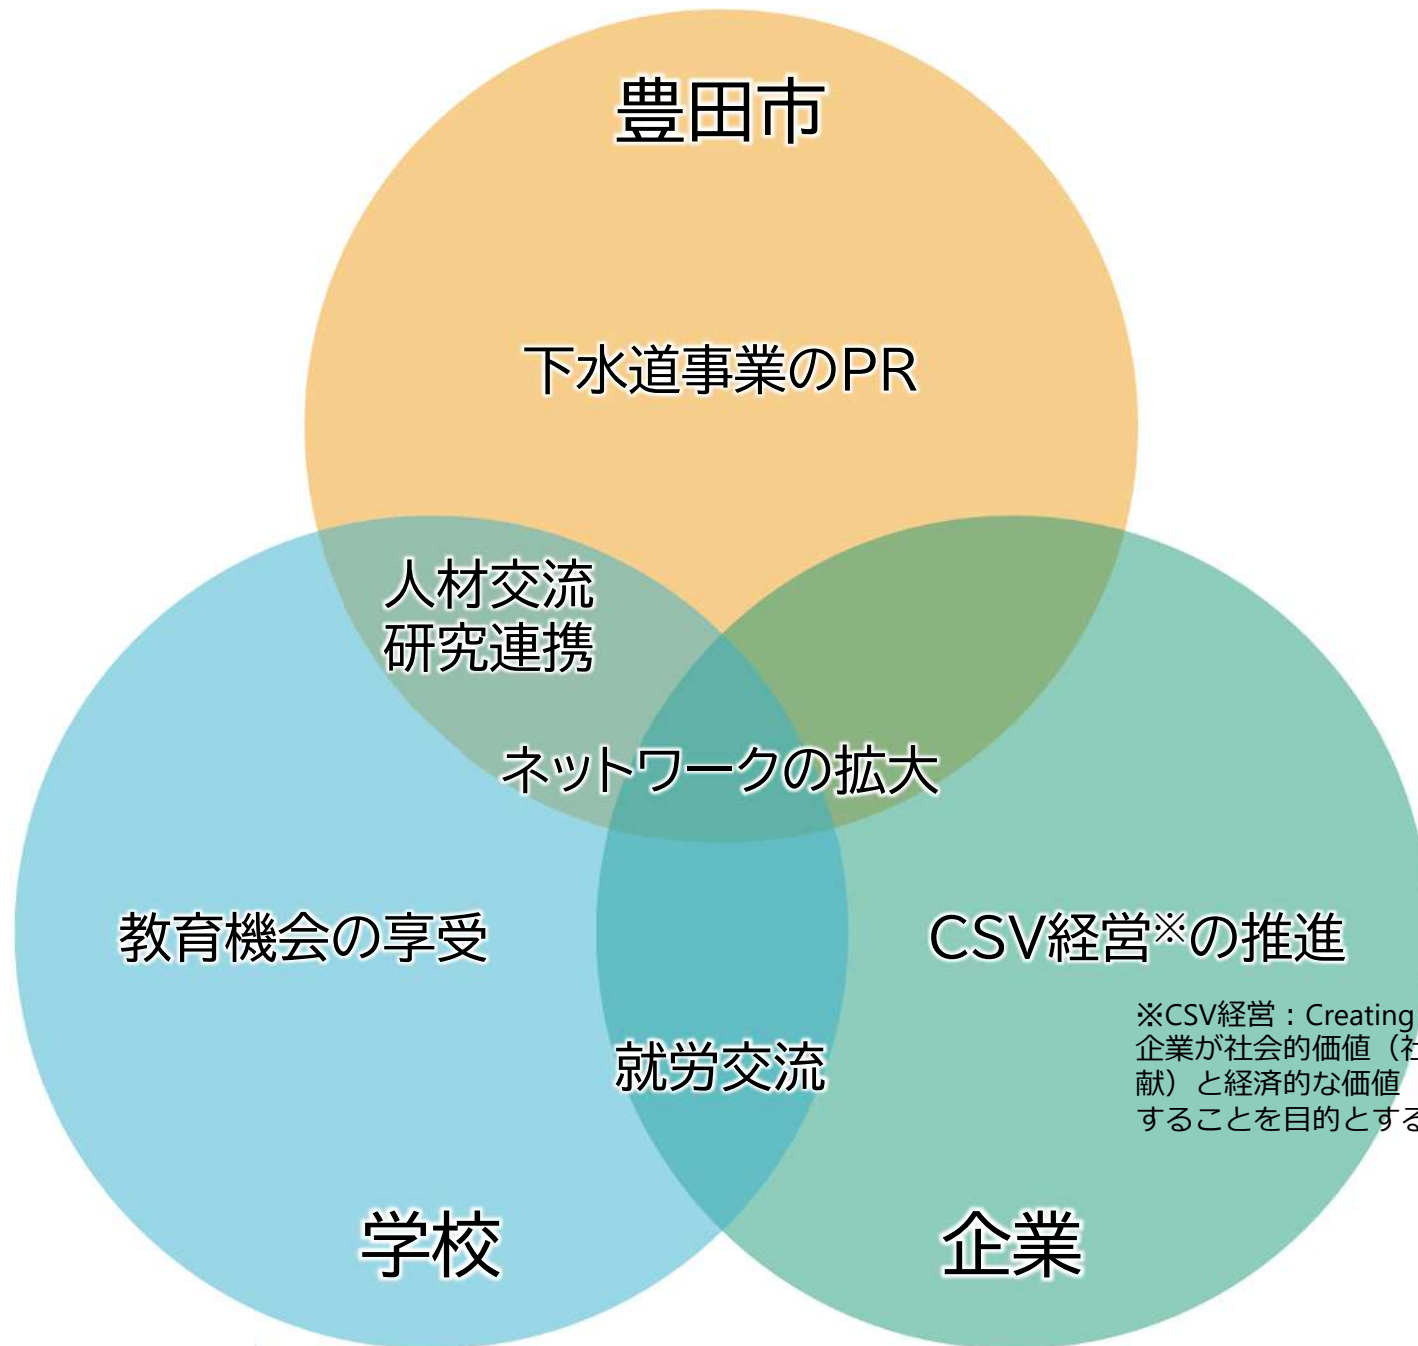 豊田市
下水道事業のPR
人材交流
研究連携
ネットワークの拡大
教育機会の享受
CSV経営※の推進
※CSV経営：Creating
企業が社会的価値（社
献）と経済的な価値
することを目的とする
就労交流
学校
企業